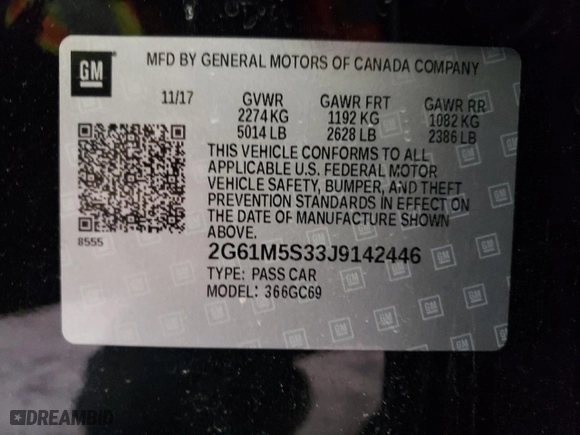 GM
MFD BY GENERAL MOTORS OF CANADA COMPANY
11/17 GVWR GAWR FRT GAWR RR
2274 KG 1192 KG 1082 KG
5014 LB 2628 LB 2386 LB
THIS VEHICLE CONFORMS TO ALL
APPLICABLE U.S. FEDERAL MOTOR
VEHICLE SAFETY, BUMPER, AND THEFT
PREVENTION STANDARDS IN EFFECT ON
THE DATE OF MANUFACTURE SHOWN
ABOVE.
8555
2G61M5S33J9142446
TYPE: PASS CAR
MODEL: 366GC69
DREAMBID